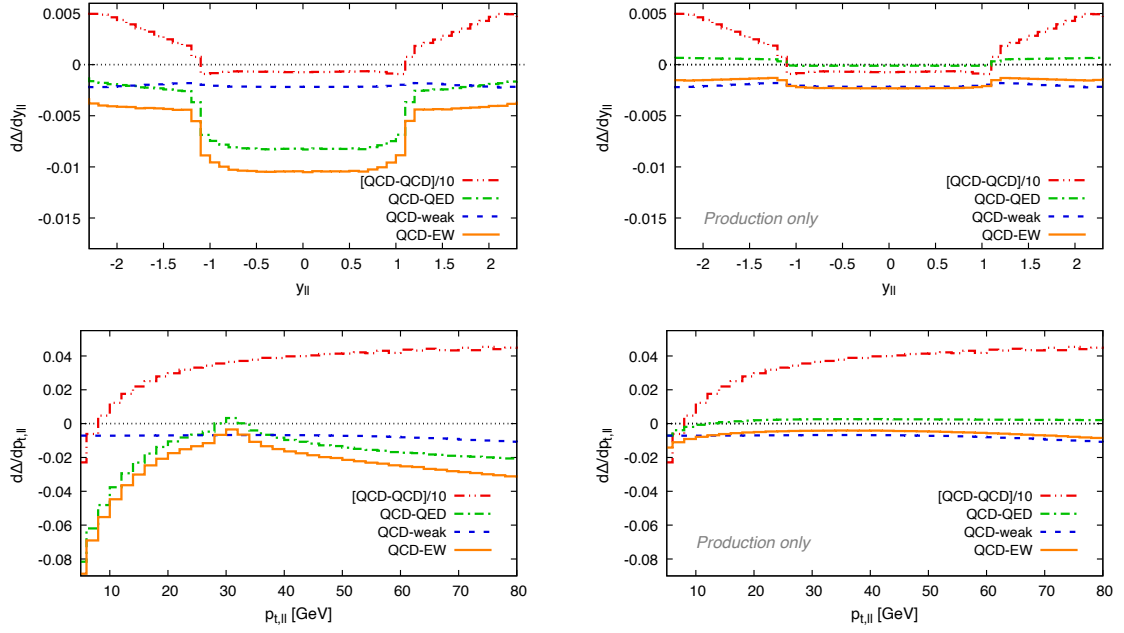 0.005
0
-0.005
-0.01
-0.015
dΔ/dy_ll
[QCD-QCD]/10
QCD-QED
QCD-weak
QCD-EW
-2 -1.5 -1 -0.5 0 0.5 1 1.5 2
y_ll
0.005
0
-0.005
-0.01
-0.015
dΔ/dy_ll
[QCD-QCD]/10
QCD-QED
QCD-weak
QCD-EW
Production only
-2 -1.5 -1 -0.5 0 0.5 1 1.5 2
y_ll
0.04
0.02
0
-0.02
-0.04
-0.06
-0.08
dΔ/dp_t,ll
[QCD-QCD]/10
QCD-QED
QCD-weak
QCD-EW
10 20 30 40 50 60 70 80
p_t,ll [GeV]
0.04
0.02
0
-0.02
-0.04
-0.06
-0.08
dΔ/dp_t,ll
[QCD-QCD]/10
QCD-QED
QCD-weak
QCD-EW
Production only
10 20 30 40 50 60 70 80
p_t,ll [GeV]